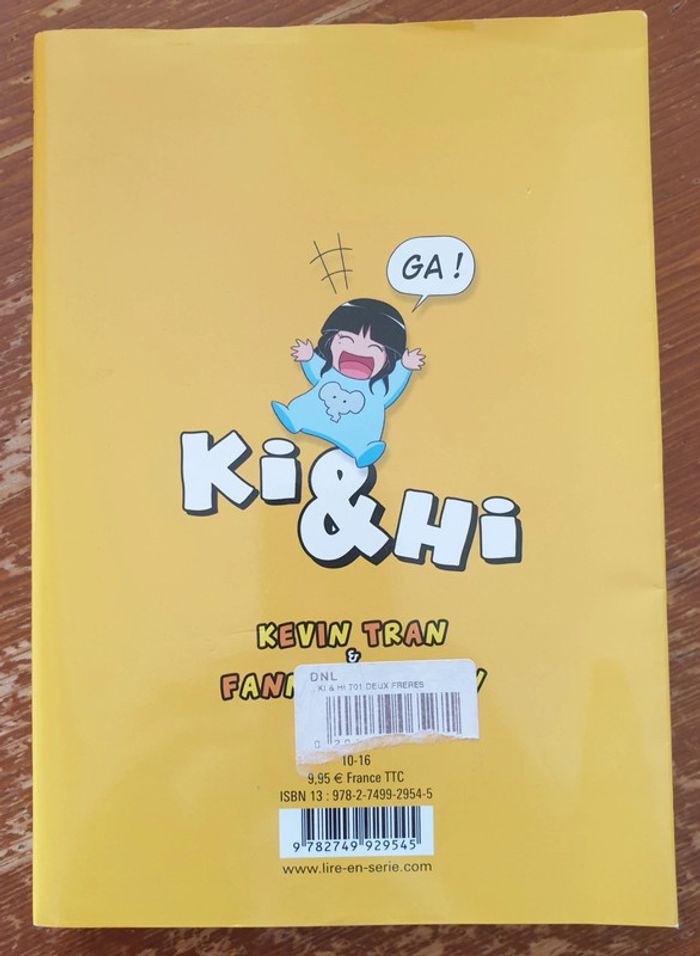 GA !
Ki & Hi
KEVIN TRAN
&
DNL
KI & HI T01 DEUX FRERES
10-16
9,95 € France TTC
ISBN 13 : 978-2-7499-2954-5
9 782749 929545
www.lire-en-serie.com